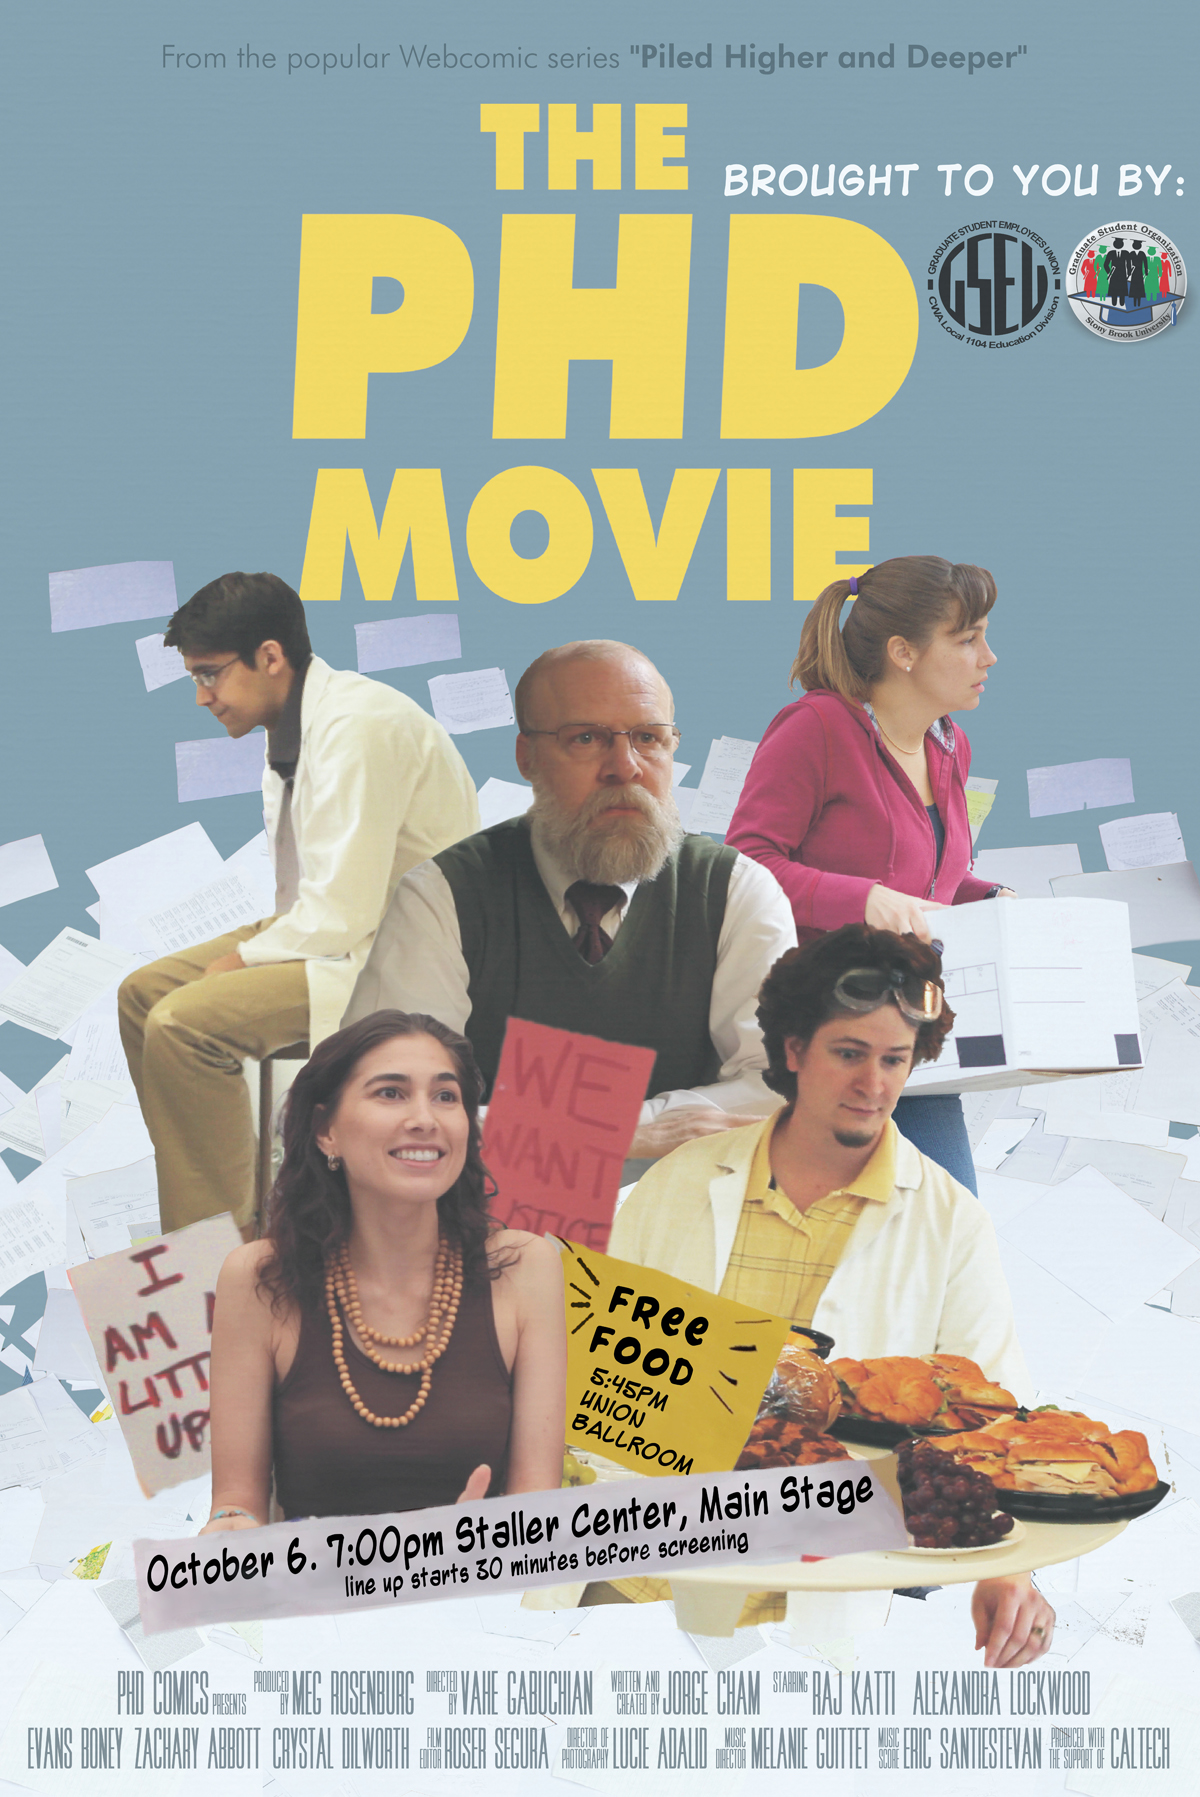 From the popular Webcomic series "Piled Higher and Deeper"
THE
PHD
MOVIE
BROUGHT TO YOU BY:
GRADUATE STUDENT EMPLOYEES UNION
GSEU
CWA Local 1104 Education Division
Graduate Student Organization
Stony Brook University
WE
WANT
I
AM A
LITT
UP
FREE
FOOD
5:45PM
UNION
BALLROOM
October 6. 7:00pm Staller Center, Main Stage
line up starts 30 minutes before screening
PHD COMICS PRESENTS PRODUCED BY MEG ROSENBURG DIRECTED BY VAHE GABUCHIAN WRITTEN AND CREATED BY JORGE CHAM STARRING RAJ KATTI ALEXANDRA LOCKWOOD
EVANS BONEY ZACHARY ABBOTT CRYSTAL DILWORTH FILM EDITOR ROSER SEGURA DIRECTOR OF PHOTOGRAPHY LUCIE ADALID MUSIC DIRECTOR MELANIE GUITTET MUSIC SCORE ERIC SANTIESTEVAN PRODUCED WITH THE SUPPORT OF CALTECH